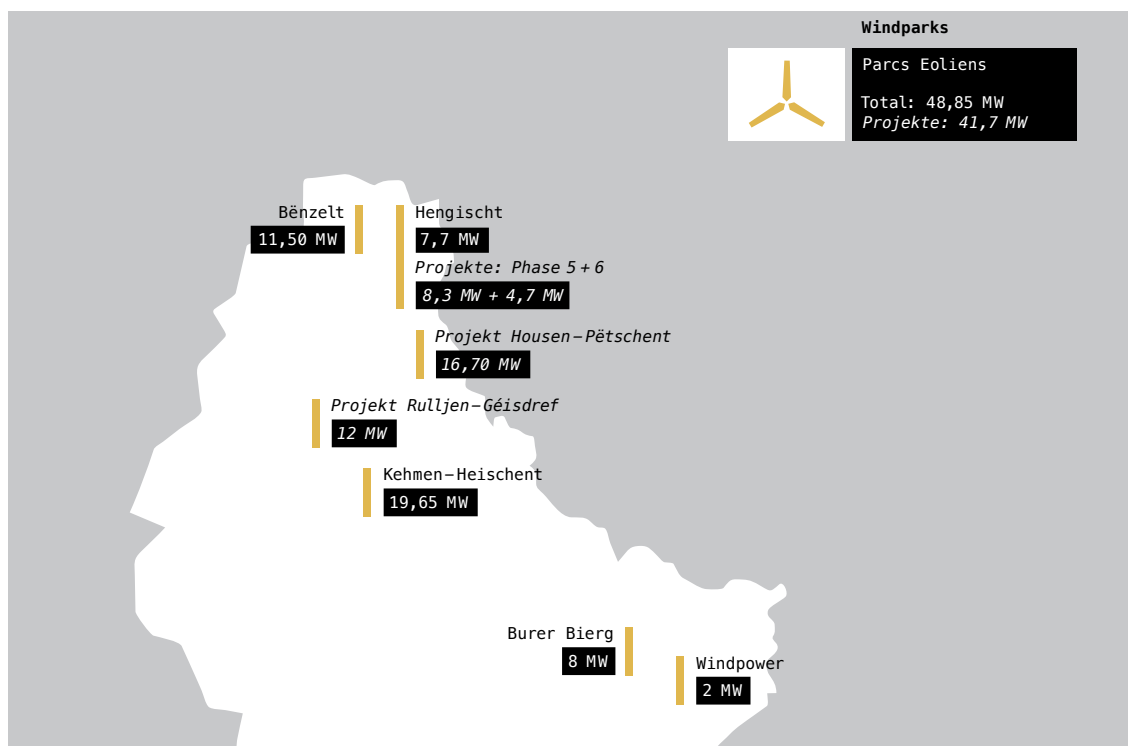 Windparks
Parcs Eoliens
Total: 48,85 MW
Projekte: 41,7 MW
Bënzelt
11,50 MW
Hengischt
7,7 MW
Projekte: Phase 5 + 6
8,3 MW + 4,7 MW
Projekt Housen–Pëtschent
16,70 MW
Projekt Rulljen–Géisdref
12 MW
Kehmen–Heischent
19,65 MW
Burer Bierg
8 MW
Windpower
2 MW